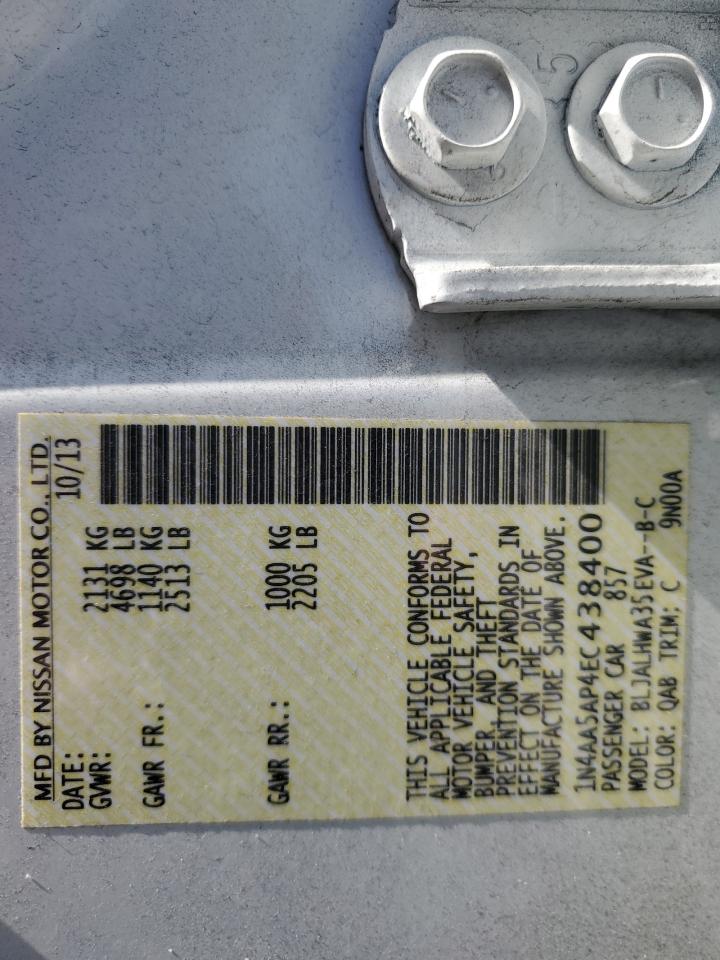 MFD BY NISSAN MOTOR CO., LTD.
DATE: 10/13
GVWR: 2131 KG
4698 LB
GAWR FR.: 1140 KG
2513 LB
GAWR RR.: 1000 KG
2205 LB
THIS VEHICLE CONFORMS TO
ALL APPLICABLE FEDERAL
MOTOR VEHICLE SAFETY,
BUMPER, AND THEFT
PREVENTION STANDARDS IN
EFFECT ON THE DATE OF
MANUFACTURE SHOWN ABOVE.
1N4AA5AP4EC438400
PASSENGER CAR 857
MODEL: BLJALHWA35EVA--B-C
COLOR: QAB TRIM: C 9N00A
5